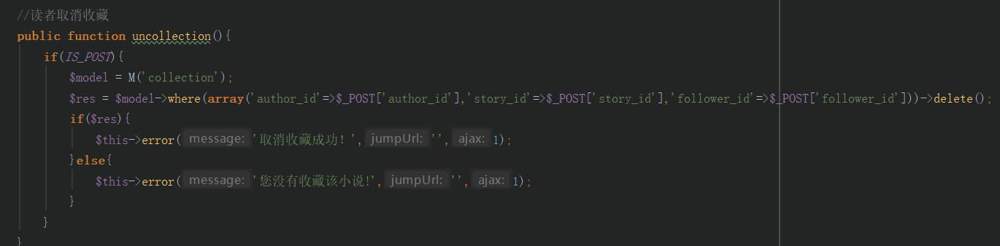 //读者取消收藏
public function uncollection(){
if(IS_POST){
$model = M('collection');
$res = $model->where(array('author_id'=>$_POST['author_id'],'story_id'=>$_POST['story_id'],'follower_id'=>$_POST['follower_id']))->delete();
if($res){
$this->error( message: '取消收藏成功！', jumpUrl: '', ajax: 1);
}else{
$this->error( message: '您没有收藏该小说!', jumpUrl: '', ajax: 1);
}
}
}